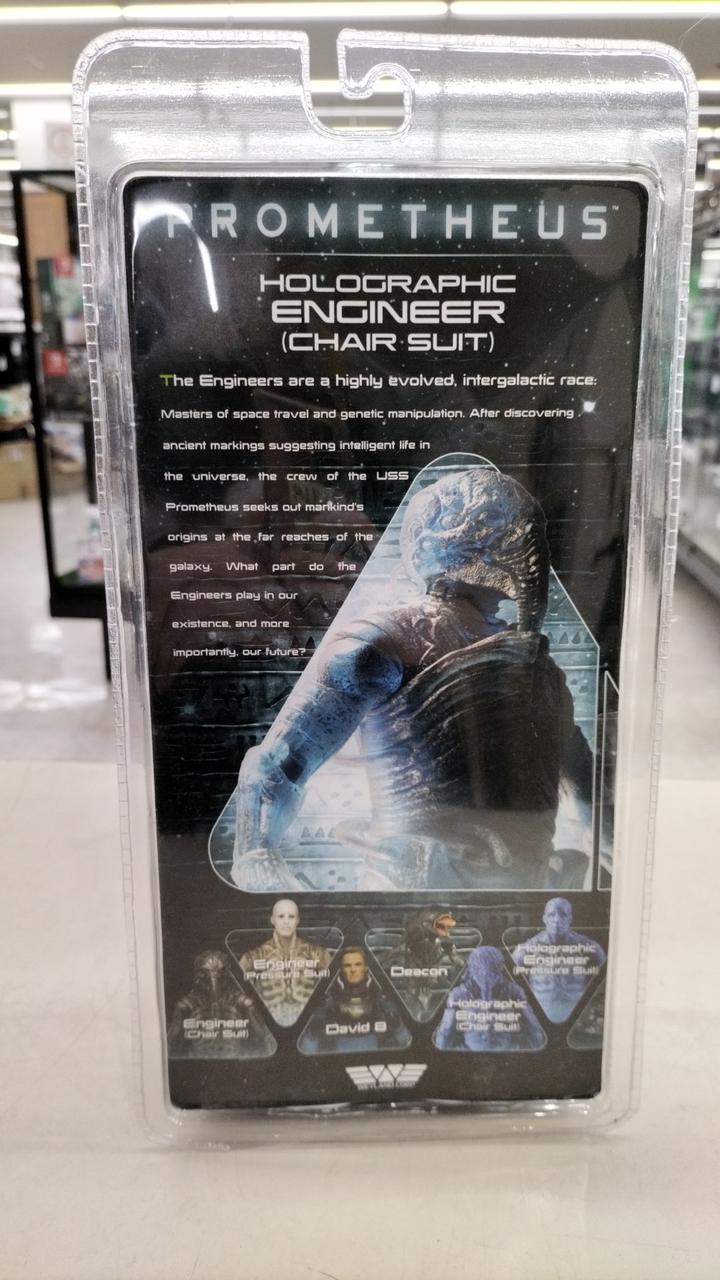 PROMETHEUS™
HOLOGRAPHIC
ENGINEER
(CHAIR SUIT)
The Engineers are a highly evolved, intergalactic race:
Masters of space travel and genetic manipulation. After discovering
ancient markings suggesting intelligent life in
the universe, the crew of the USS
Prometheus seeks out mankind's
origins at the far reaches of the
galaxy. What part do the
Engineers play in our
existence, and more
importantly, our future?
Engineer
(Chair Suit)
Engineer
(Pressure Suit)
David 8
Deacon
Holographic
Engineer
(Chair Suit)
Holographic
Engineer
(Pressure Suit)
WEYLAND CORP